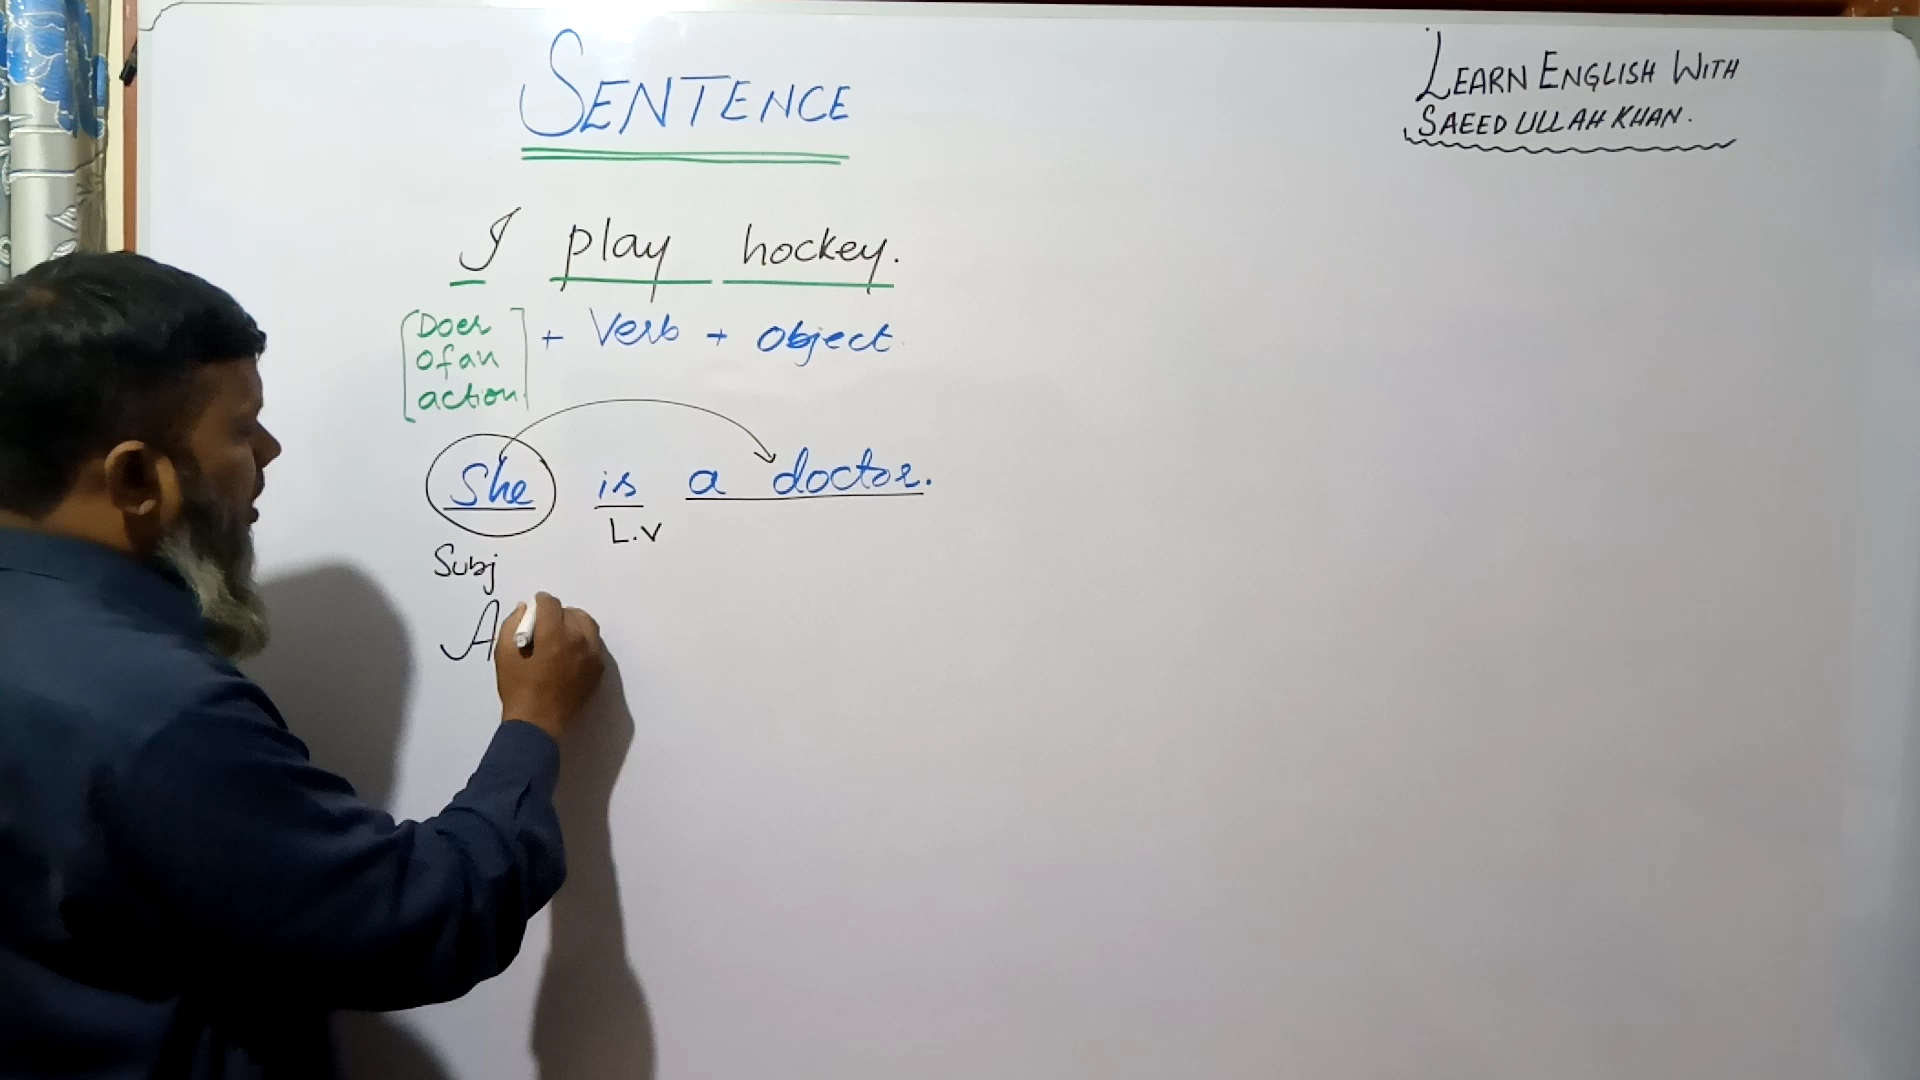 SENTENCE
LEARN ENGLISH WITH
SAEED ULLAH KHAN.
I play hockey.
[Doer
of an
action] + Verb + object
She is a doctor.
L.V
Subj
A